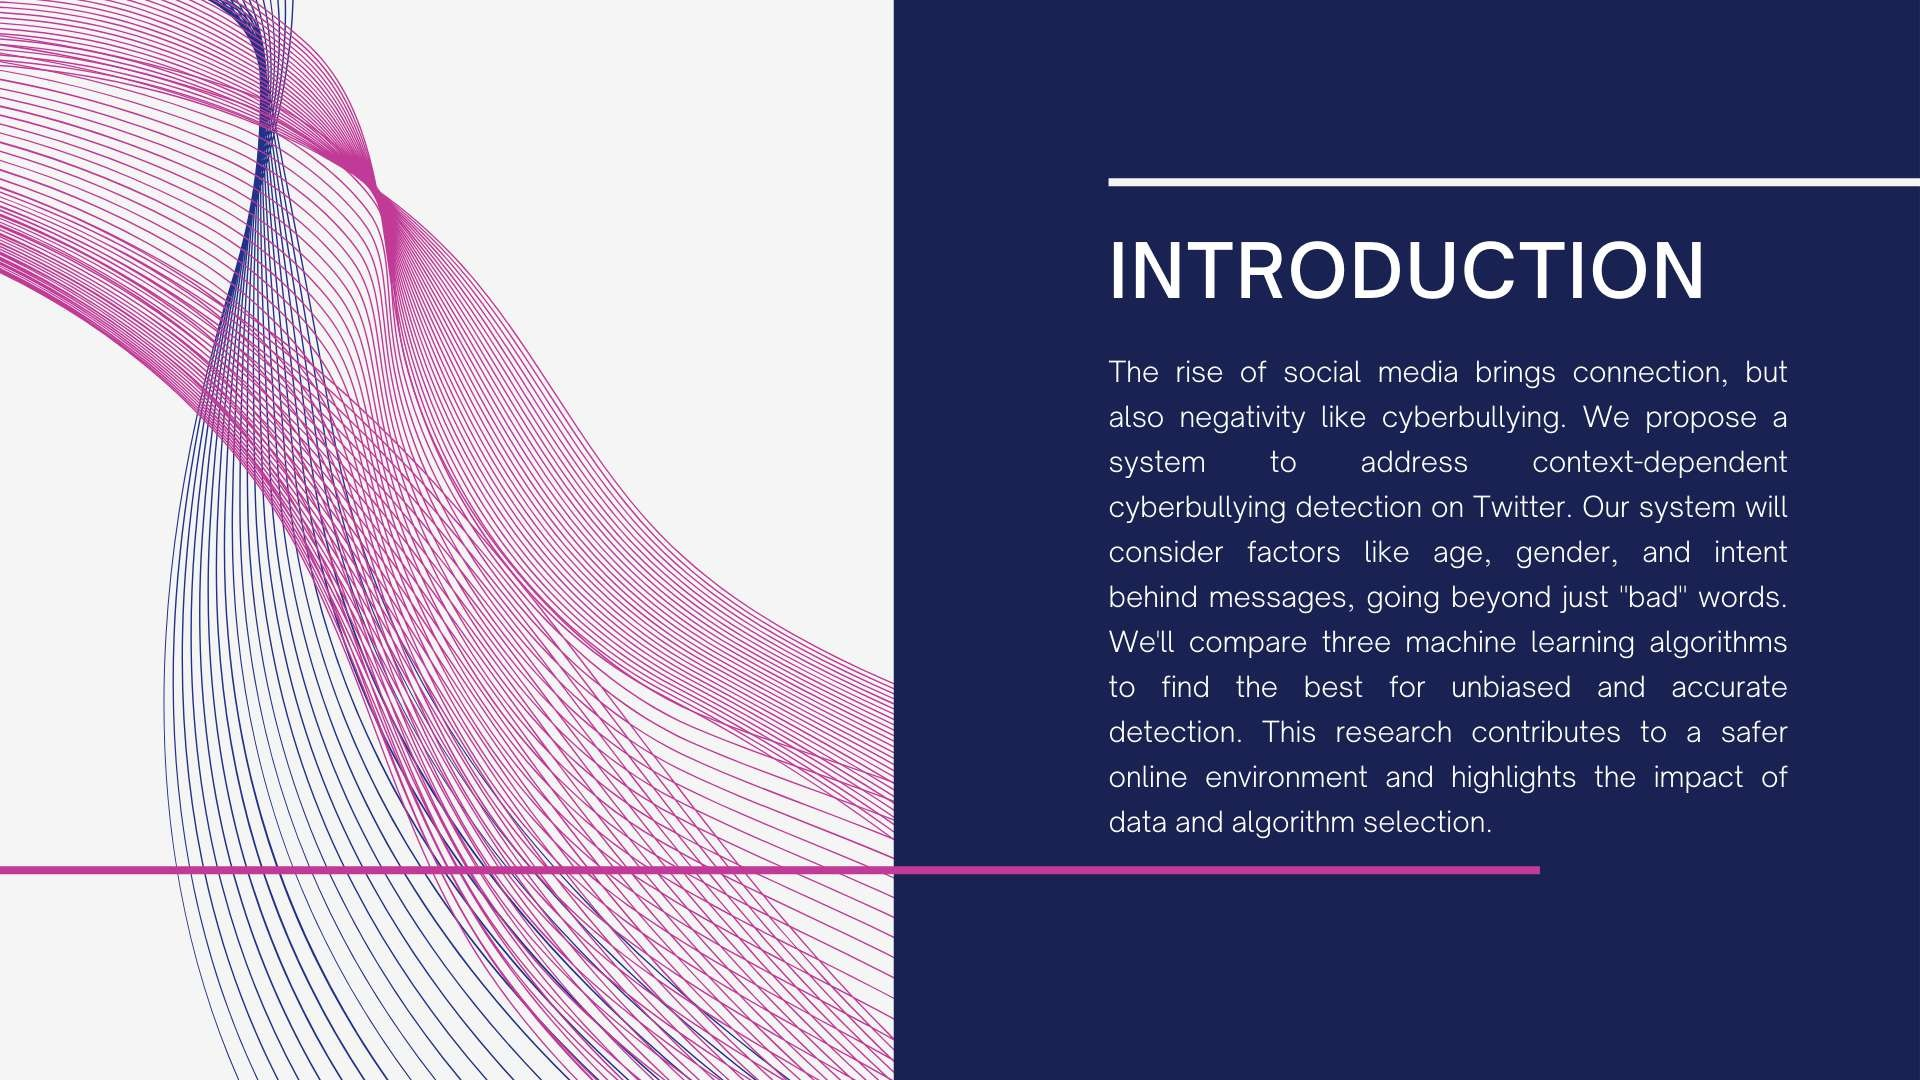 INTRODUCTION
The rise of social media brings connection, but
also negativity like cyberbullying. We propose a
system to address context-dependent
cyberbullying detection on Twitter. Our system will
consider factors like age, gender, and intent
behind messages, going beyond just "bad" words.
We'll compare three machine learning algorithms
to find the best for unbiased and accurate
detection. This research contributes to a safer
online environment and highlights the impact of
data and algorithm selection.